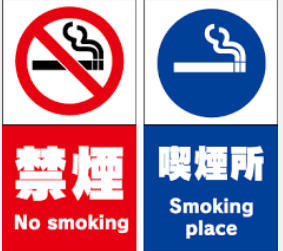 禁煙
No smoking
喫煙所
Smoking
place